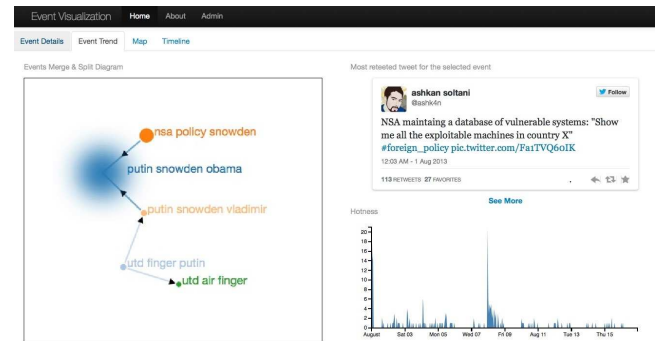 Event Visualization Home About Admin
Event Details Event Trend Map Timeline
Events Merge & Split Diagram
nsa policy snowden
putin snowden obama
putin snowden vladimir
utd finger putin
utd air finger
Most reteeted tweet for the selected event
ashkan soltani
@ashk4n
Follow
NSA maintaing a database of vulnerable systems: "Show
me all the exploitable machines in country X"
#foreign_policy pic.twitter.com/Fa1TVQ6oIK
12:03 AM - 1 Aug 2013
113 RETWEETS 27 FAVORITES
See More
Hotness
20
18
16
14
12
10
8
6
4
2
0
August Sat 03 Mon 05 Wed 07 Fri 09 Aug 11 Tue 13 Thu 15